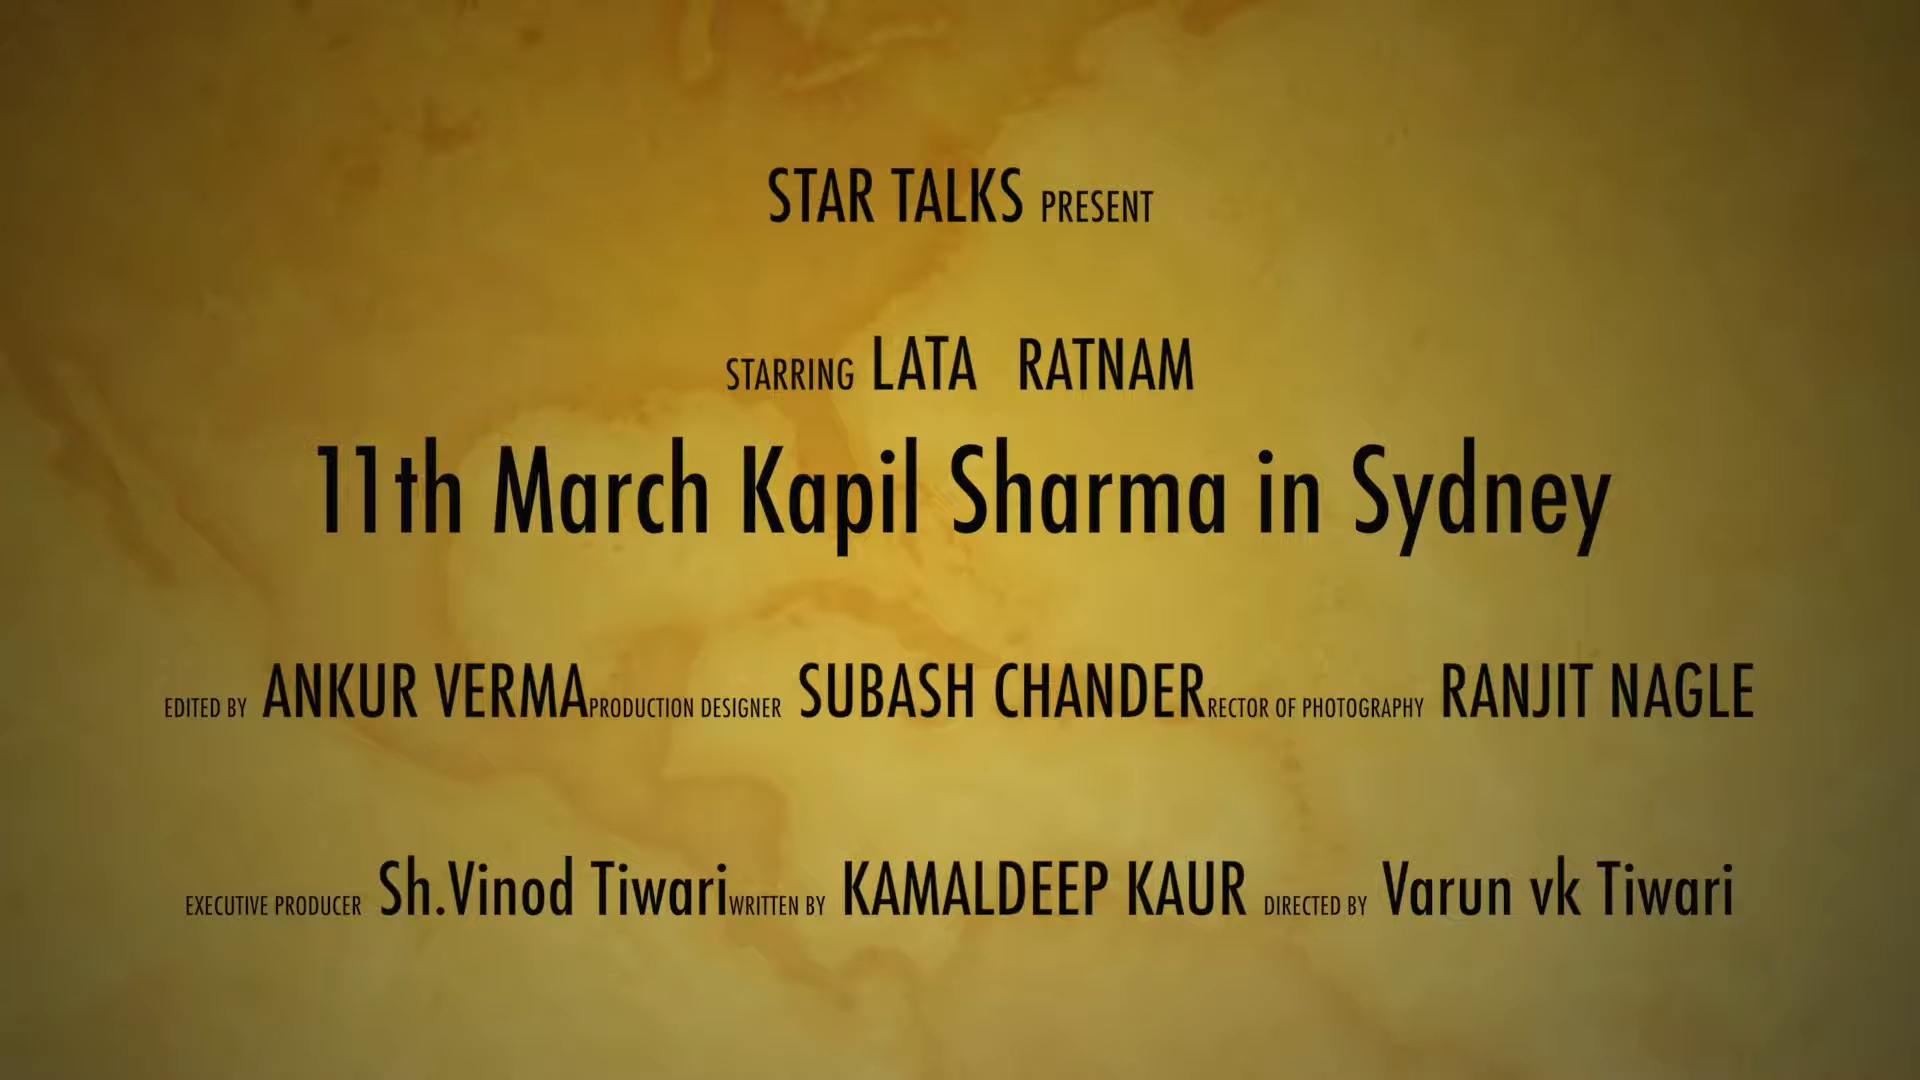 STAR TALKS PRESENT
STARRING LATA RATNAM
11th March Kapil Sharma in Sydney
EDITED BY ANKUR VERMA PRODUCTION DESIGNER SUBASH CHANDER RECTOR OF PHOTOGRAPHY RANJIT NAGLE
EXECUTIVE PRODUCER Sh.Vinod Tiwari WRITTEN BY KAMALDEEP KAUR DIRECTED BY Varun vk Tiwari